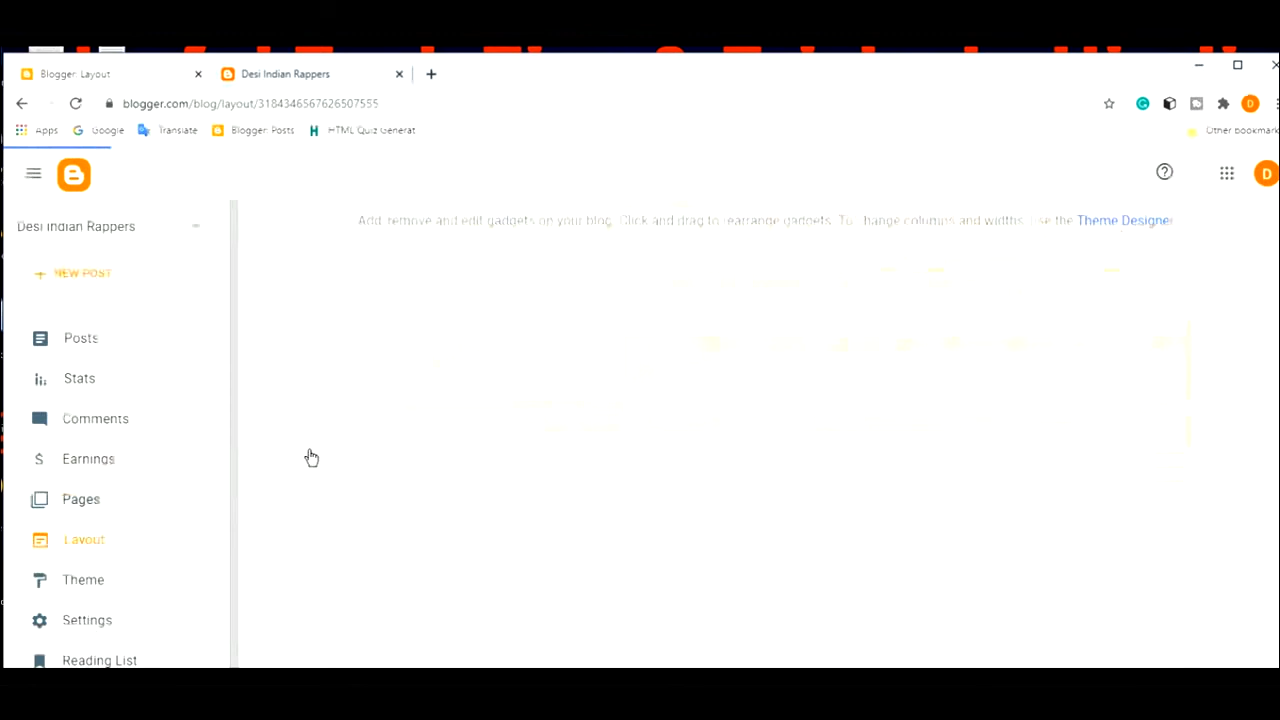 Blogger: Layout
Desi Indian Rappers
blogger.com/blog/layout/3184346567626507555
Apps
Google
Translate
Blogger: Posts
HTML Quiz Generat
Other bookmark
D
Desi Indian Rappers
Add, remove and edit gadgets on your blog. Click and drag to rearrange gadgets. To change columns and widths, use the Theme Designer
NEW POST
Posts
Stats
Comments
Earnings
Pages
Layout
Theme
Settings
Reading List